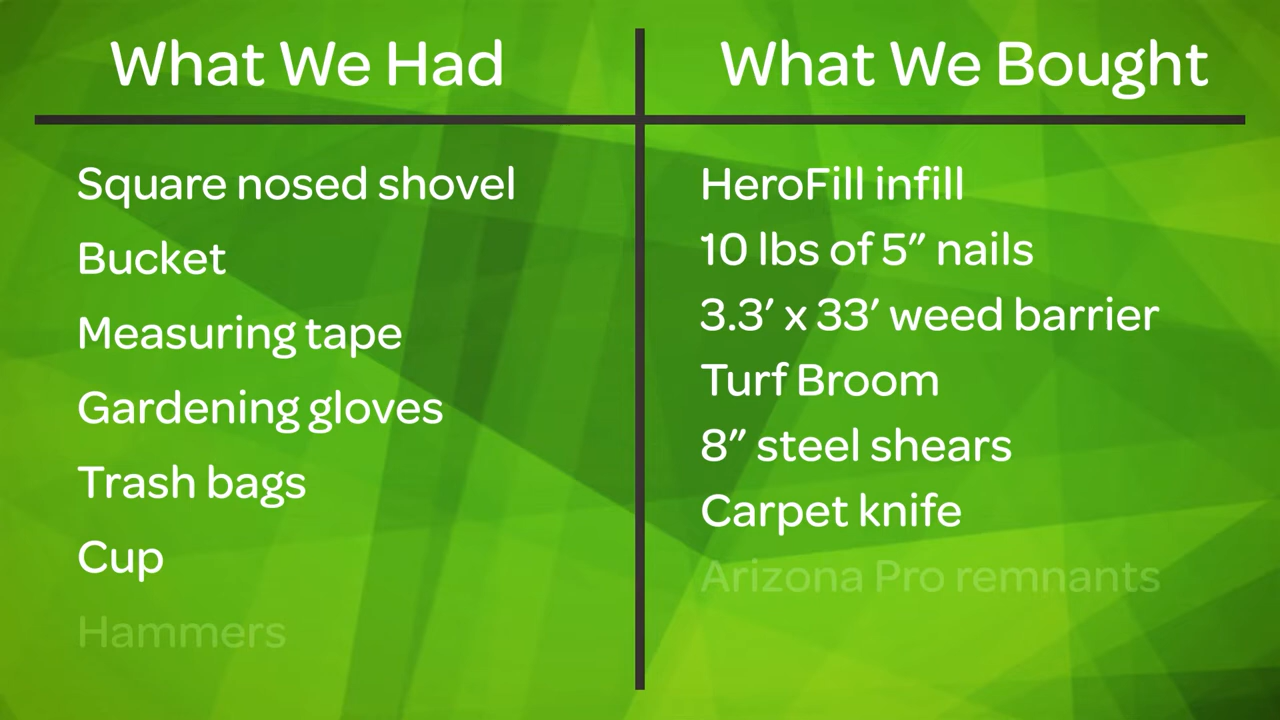 What We Had
Square nosed shovel
Bucket
Measuring tape
Gardening gloves
Trash bags
Cup
Hammers
What We Bought
HeroFill infill
10 lbs of 5” nails
3.3’ x 33’ weed barrier
Turf Broom
8” steel shears
Carpet knife
Arizona Pro remnants